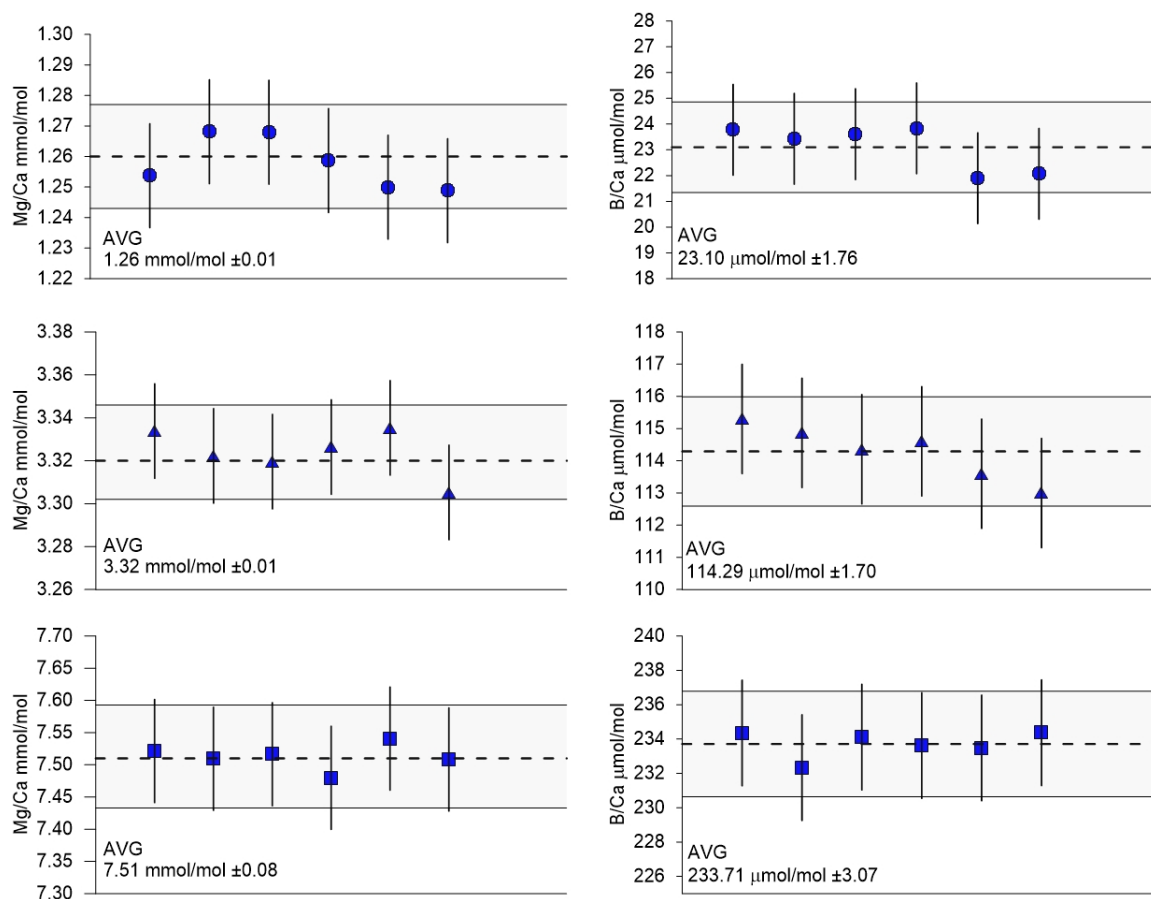 1.30
1.29
1.28
1.27
1.26
1.25
1.24
1.23
1.22
Mg/Ca mmol/mol
AVG
1.26 mmol/mol ±0.01
28
27
26
25
24
23
22
21
20
19
18
B/Ca μmol/mol
AVG
23.10 μmol/mol ±1.76
3.38
3.36
3.34
3.32
3.30
3.28
3.26
Mg/Ca mmol/mol
AVG
3.32 mmol/mol ±0.01
118
117
116
115
114
113
112
111
110
B/Ca μmol/mol
AVG
114.29 μmol/mol ±1.70
7.70
7.65
7.60
7.55
7.50
7.45
7.40
7.35
7.30
Mg/Ca mmol/mol
AVG
7.51 mmol/mol ±0.08
240
238
236
234
232
230
228
226
B/Ca μmol/mol
AVG
233.71 μmol/mol ±3.07